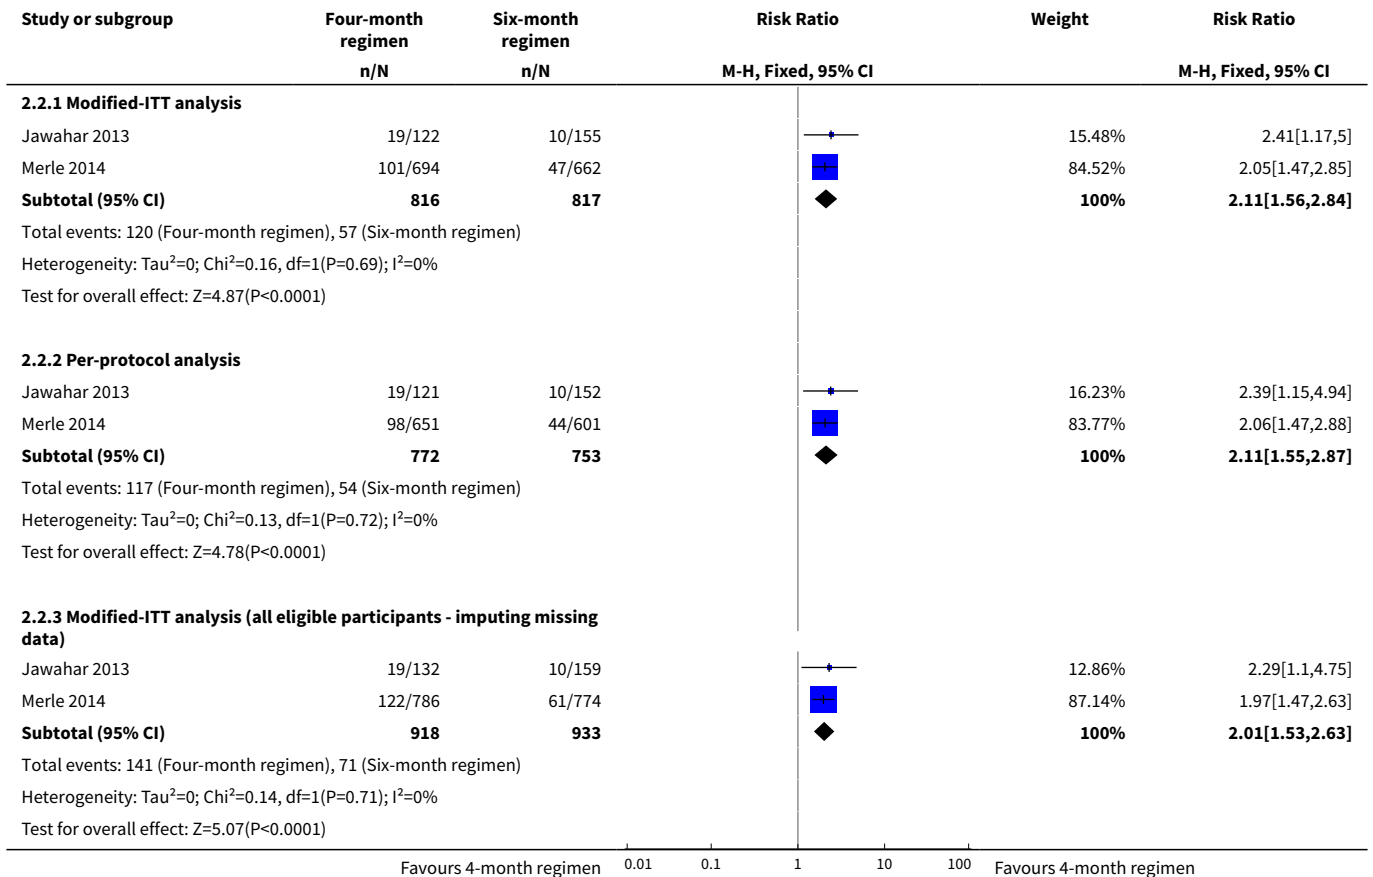 Study or subgroup Four-month regimen Six-month regimen Risk Ratio Weight Risk Ratio
n/N n/N M-H, Fixed, 95% CI M-H, Fixed, 95% CI
2.2.1 Modified-ITT analysis
Jawahar 2013 19/122 10/155 15.48% 2.41[1.17,5]
Merle 2014 101/694 47/662 84.52% 2.05[1.47,2.85]
Subtotal (95% CI) 816 817 100% 2.11[1.56,2.84]
Total events: 120 (Four-month regimen), 57 (Six-month regimen)
Heterogeneity: Tau²=0; Chi²=0.16, df=1(P=0.69); I²=0%
Test for overall effect: Z=4.87(P<0.0001)
2.2.2 Per-protocol analysis
Jawahar 2013 19/121 10/152 16.23% 2.39[1.15,4.94]
Merle 2014 98/651 44/601 83.77% 2.06[1.47,2.88]
Subtotal (95% CI) 772 753 100% 2.11[1.55,2.87]
Total events: 117 (Four-month regimen), 54 (Six-month regimen)
Heterogeneity: Tau²=0; Chi²=0.13, df=1(P=0.72); I²=0%
Test for overall effect: Z=4.78(P<0.0001)
2.2.3 Modified-ITT analysis (all eligible participants - imputing missing
data)
Jawahar 2013 19/132 10/159 12.86% 2.29[1.1,4.75]
Merle 2014 122/786 61/774 87.14% 1.97[1.47,2.63]
Subtotal (95% CI) 918 933 100% 2.01[1.53,2.63]
Total events: 141 (Four-month regimen), 71 (Six-month regimen)
Heterogeneity: Tau²=0; Chi²=0.14, df=1(P=0.71); I²=0%
Test for overall effect: Z=5.07(P<0.0001)
Favours 4-month regimen 0.01 0.1 1 10 100 Favours 4-month regimen